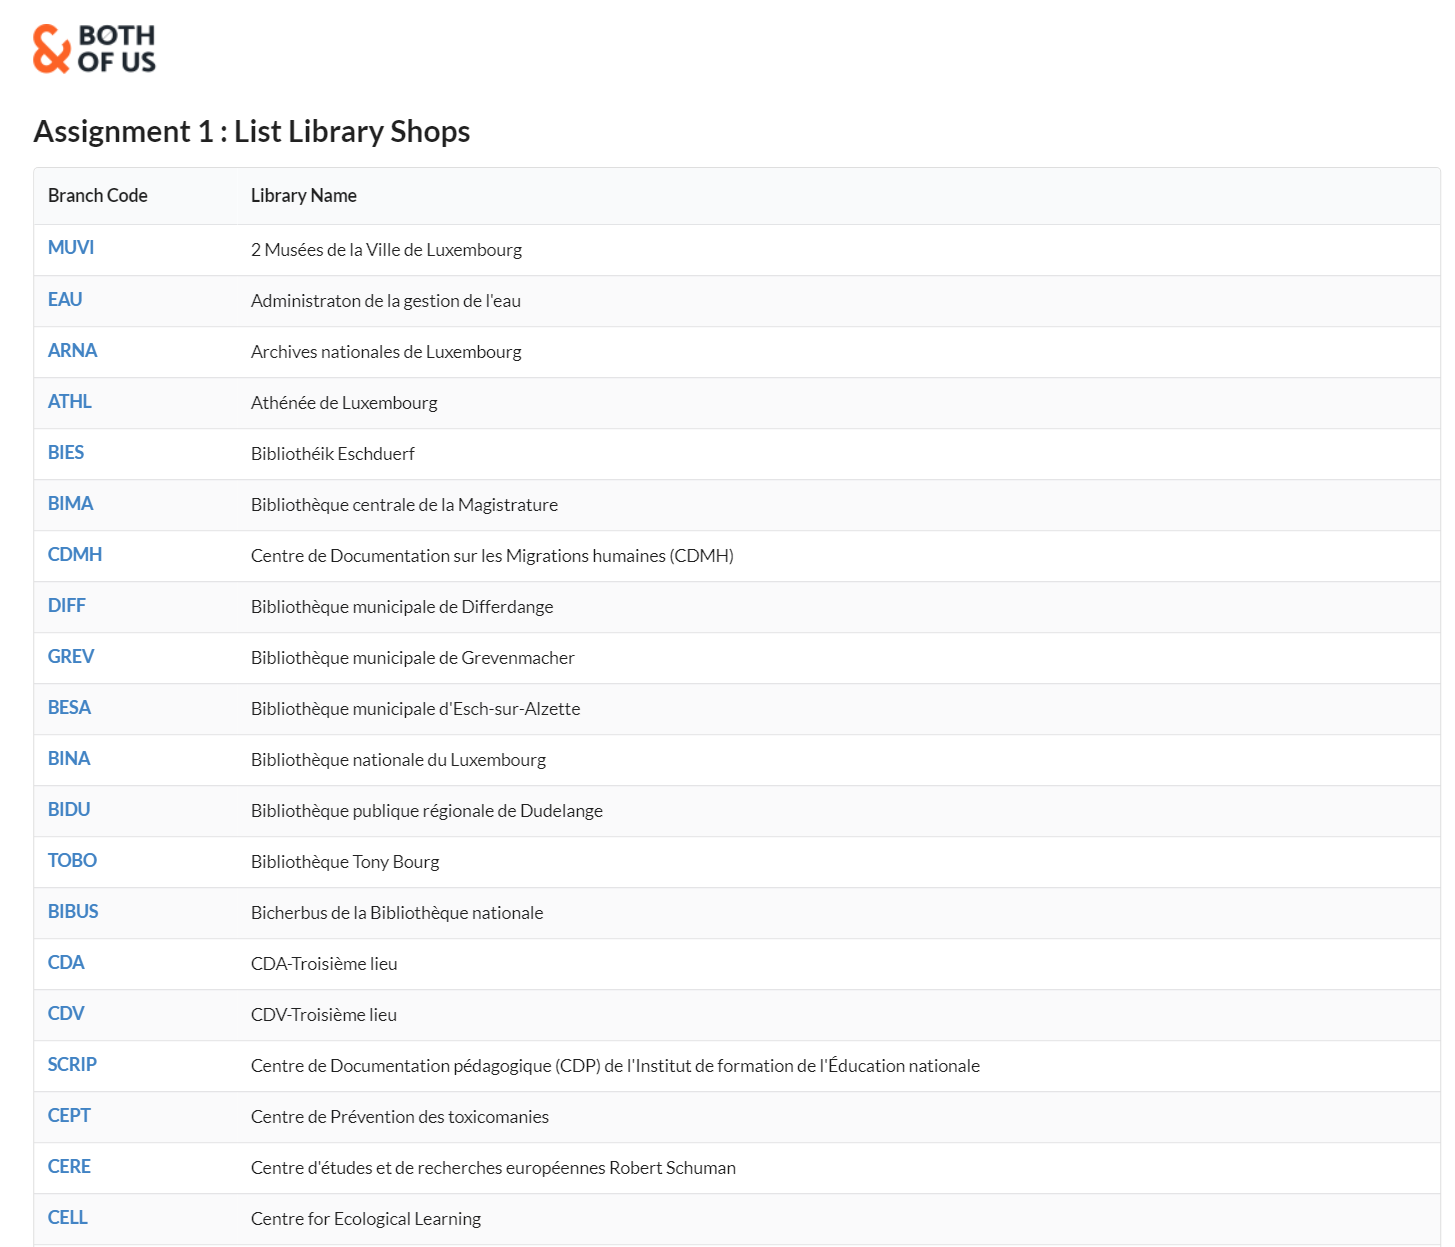 & BOTH
OF US
Assignment 1 : List Library Shops
Branch Code Library Name
MUVI 2 Musées de la Ville de Luxembourg
EAU Administraton de la gestion de l'eau
ARNA Archives nationales de Luxembourg
ATHL Athénée de Luxembourg
BIES Bibliothéik Eschduerf
BIMA Bibliothèque centrale de la Magistrature
CDMH Centre de Documentation sur les Migrations humaines (CDMH)
DIFF Bibliothèque municipale de Differdange
GREV Bibliothèque municipale de Grevenmacher
BESA Bibliothèque municipale d'Esch-sur-Alzette
BINA Bibliothèque nationale du Luxembourg
BIDU Bibliothèque publique régionale de Dudelange
TOBO Bibliothèque Tony Bourg
BIBUS Bicherbus de la Bibliothèque nationale
CDA CDA-Troisième lieu
CDV CDV-Troisième lieu
SCRIP Centre de Documentation pédagogique (CDP) de l'Institut de formation de l'Éducation nationale
CEPT Centre de Prévention des toxicomanies
CERE Centre d'études et de recherches européennes Robert Schuman
CELL Centre for Ecological Learning